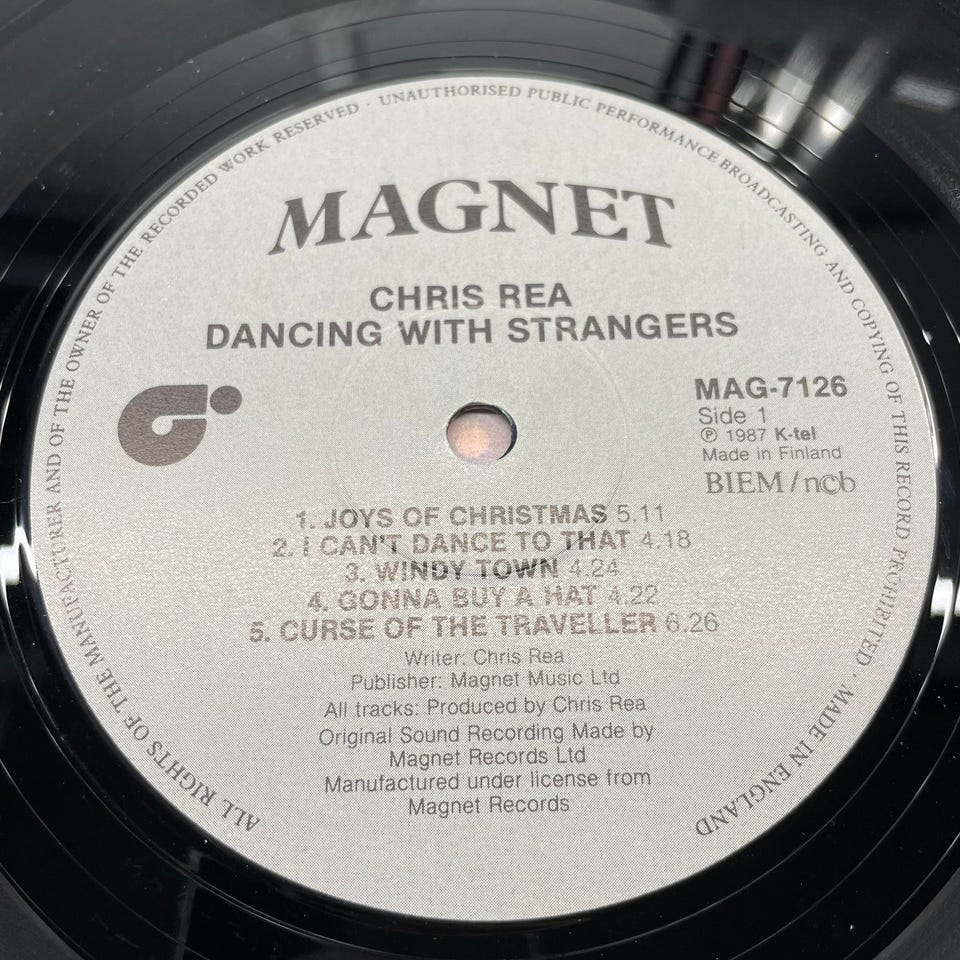 ALL RIGHTS OF THE MANUFACTURER AND OF THE OWNER OF THE RECORDED WORK RESERVED · UNAUTHORISED PUBLIC PERFORMANCE BROADCASTING AND COPYING OF THIS RECORD PROHIBITED · MADE IN ENGLAND
MAGNET
CHRIS REA
DANCING WITH STRANGERS
MAG-7126
Side 1
℗ 1987 K-tel
Made in Finland
BIEM/n©b
1. JOYS OF CHRISTMAS 5.11
2. I CAN'T DANCE TO THAT 4.18
3. WINDY TOWN 4.24
4. GONNA BUY A HAT 4.22
5. CURSE OF THE TRAVELLER 6.26
Writer: Chris Rea
Publisher: Magnet Music Ltd
All tracks: Produced by Chris Rea
Original Sound Recording Made by
Magnet Records Ltd
Manufactured under license from
Magnet Records